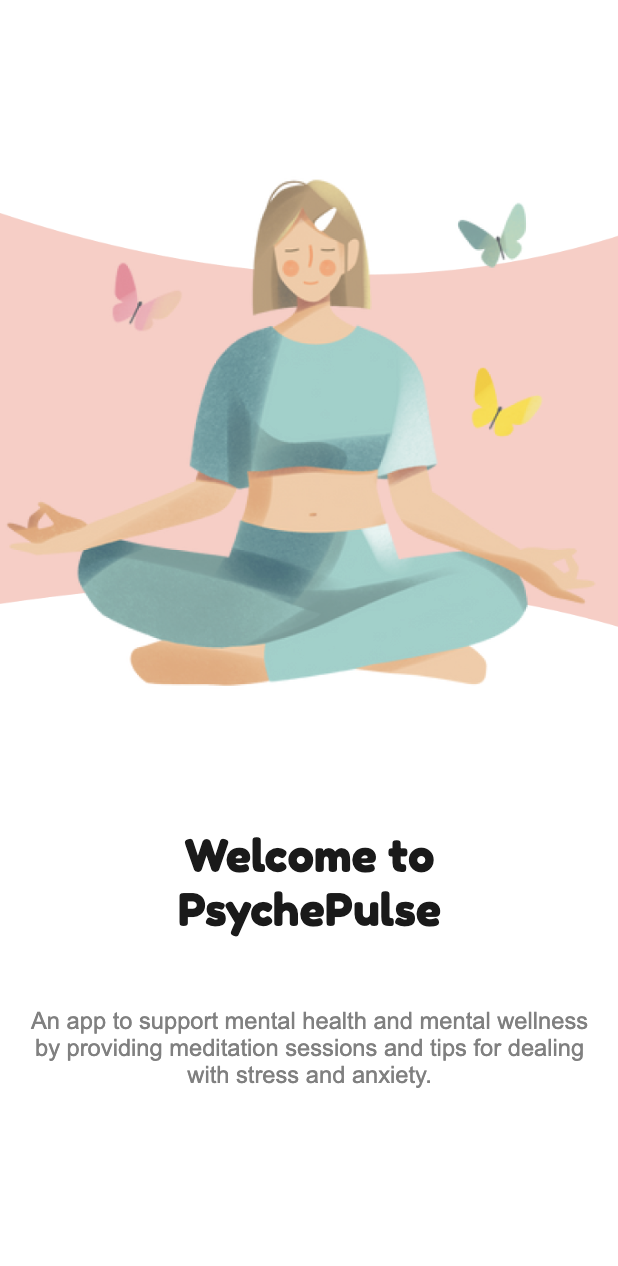 Welcome to
PsychePulse
An app to support mental health and mental wellness
by providing meditation sessions and tips for dealing
with stress and anxiety.